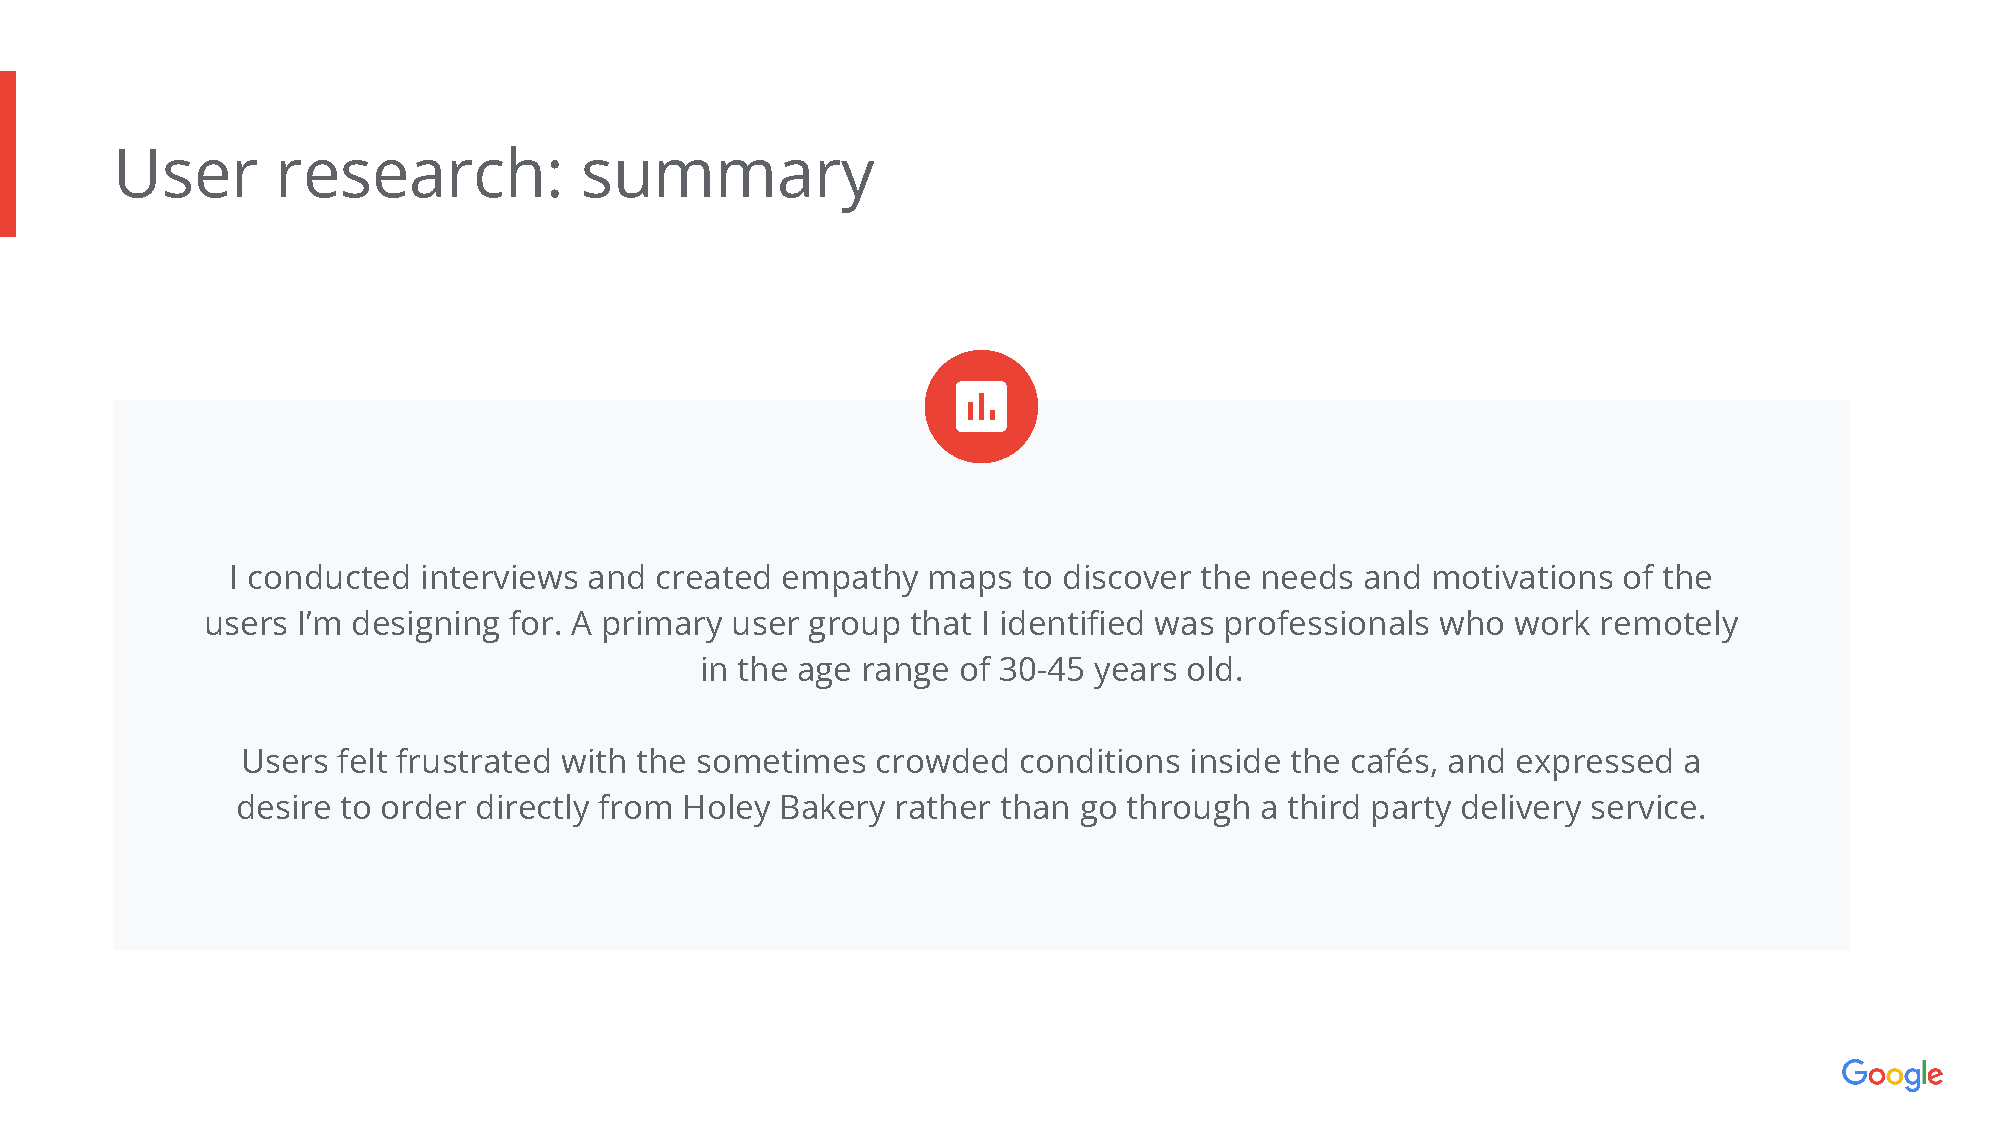 User research: summary
I conducted interviews and created empathy maps to discover the needs and motivations of the
users I’m designing for. A primary user group that I identified was professionals who work remotely
in the age range of 30-45 years old.
Users felt frustrated with the sometimes crowded conditions inside the cafés, and expressed a
desire to order directly from Holey Bakery rather than go through a third party delivery service.
Google